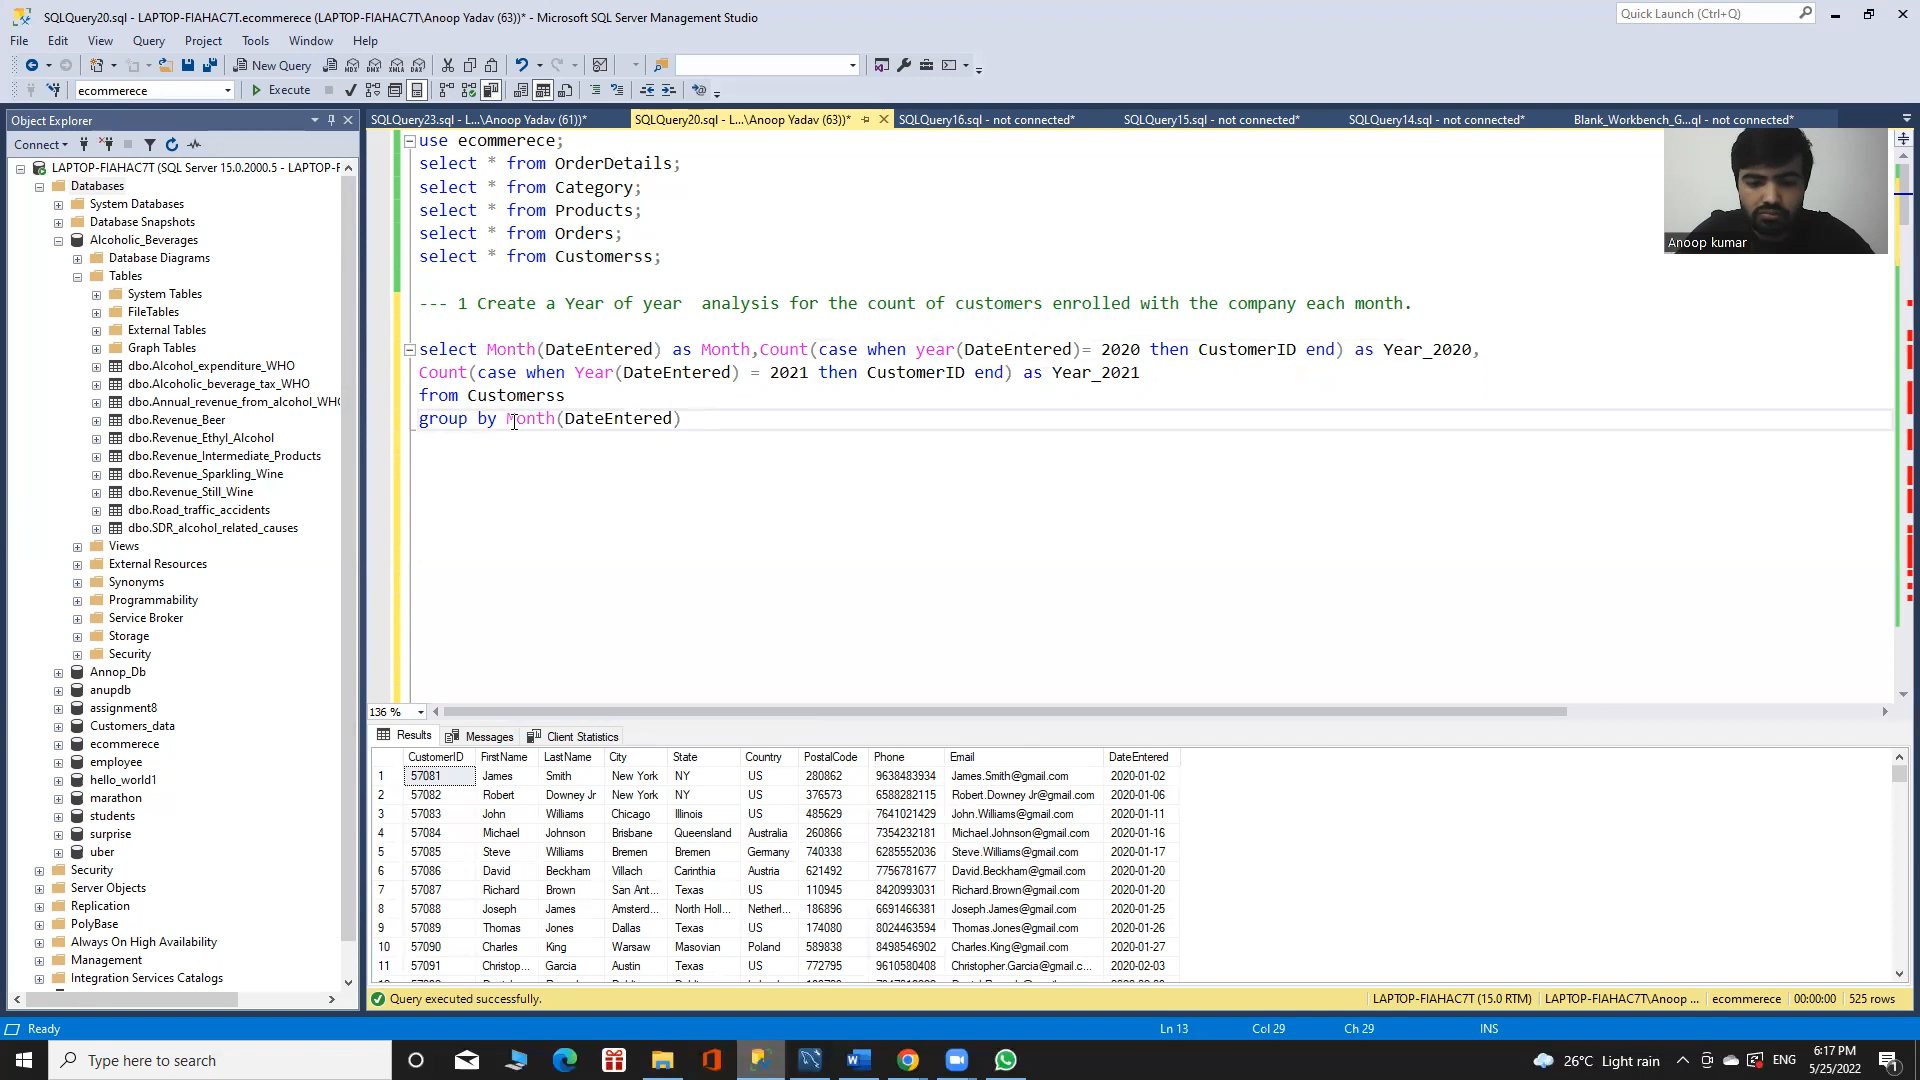 SQLQuery20.sql - LAPTOP-FIAHAC7T.ecommerece (LAPTOP-FIAHAC7T\Anoop Yadav (63))* - Microsoft SQL Server Management Studio
Quick Launch (Ctrl+Q)
File Edit View Query Project Tools Window Help
New Query
ecommerece Execute
Object Explorer
SQLQuery23.sql - L...\Anoop Yadav (61))* SQLQuery20.sql - L...\Anoop Yadav (63))* SQLQuery16.sql - not connected* SQLQuery15.sql - not connected* SQLQuery14.sql - not connected* Blank_Workbench_G...ql - not connected*
Connect
LAPTOP-FIAHAC7T (SQL Server 15.0.2000.5 - LAPTOP-F
Databases
System Databases
Database Snapshots
Alcoholic_Beverages
Database Diagrams
Tables
System Tables
FileTables
External Tables
Graph Tables
dbo.Alcohol_expenditure_WHO
dbo.Alcoholic_beverage_tax_WHO
dbo.Annual_revenue_from_alcohol_WHO
dbo.Revenue_Beer
dbo.Revenue_Ethyl_Alcohol
dbo.Revenue_Intermediate_Products
dbo.Revenue_Sparkling_Wine
dbo.Revenue_Still_Wine
dbo.Road_traffic_accidents
dbo.SDR_alcohol_related_causes
Views
External Resources
Synonyms
Programmability
Service Broker
Storage
Security
Annop_Db
anupdb
assignment8
Customers_data
ecommerece
employee
hello_world1
marathon
students
surprise
uber
Security
Server Objects
Replication
PolyBase
Always On High Availability
Management
Integration Services Catalogs
use ecommerece;
select * from OrderDetails;
select * from Category;
select * from Products;
select * from Orders;
select * from Customerss;
--- 1 Create a Year of year  analysis for the count of customers enrolled with the company each month.
select Month(DateEntered) as Month,Count(case when year(DateEntered)= 2020 then CustomerID end) as Year_2020,
Count(case when Year(DateEntered) = 2021 then CustomerID end) as Year_2021
from Customerss
group by Month(DateEntered)
Anoop kumar
136 %
Results Messages Client Statistics
CustomerID FirstName LastName City State Country PostalCode Phone Email DateEntered
1 57081 James Smith New York NY US 280862 9638483934 James.Smith@gmail.com 2020-01-02
2 57082 Robert Downey Jr New York NY US 376573 6588282115 Robert.Downey Jr@gmail.com 2020-01-06
3 57083 John Williams Chicago Illinois US 485629 7641021429 John.Williams@gmail.com 2020-01-11
4 57084 Michael Johnson Brisbane Queensland Australia 260866 7354232181 Michael.Johnson@gmail.com 2020-01-16
5 57085 Steve Williams Bremen Bremen Germany 740338 6285552036 Steve.Williams@gmail.com 2020-01-17
6 57086 David Beckham Villach Carinthia Austria 621492 7756781677 David.Beckham@gmail.com 2020-01-20
7 57087 Richard Brown San Ant... Texas US 110945 8420993031 Richard.Brown@gmail.com 2020-01-20
8 57088 Joseph James Amsterd... North Holl... Netherl... 186896 6691466381 Joseph.James@gmail.com 2020-01-25
9 57089 Thomas Jones Dallas Texas US 174080 8024463594 Thomas.Jones@gmail.com 2020-01-26
10 57090 Charles King Warsaw Masovian Poland 589838 8498546902 Charles.King@gmail.com 2020-01-27
11 57091 Christop... Garcia Austin Texas US 772795 9610580408 Christopher.Garcia@gmail.c... 2020-02-03
Query executed successfully. LAPTOP-FIAHAC7T (15.0 RTM) LAPTOP-FIAHAC7T\Anoop ... ecommerece 00:00:00 525 rows
Ready Ln 13 Col 29 Ch 29 INS
Type here to search
26°C Light rain ENG 6:17 PM
5/25/2022